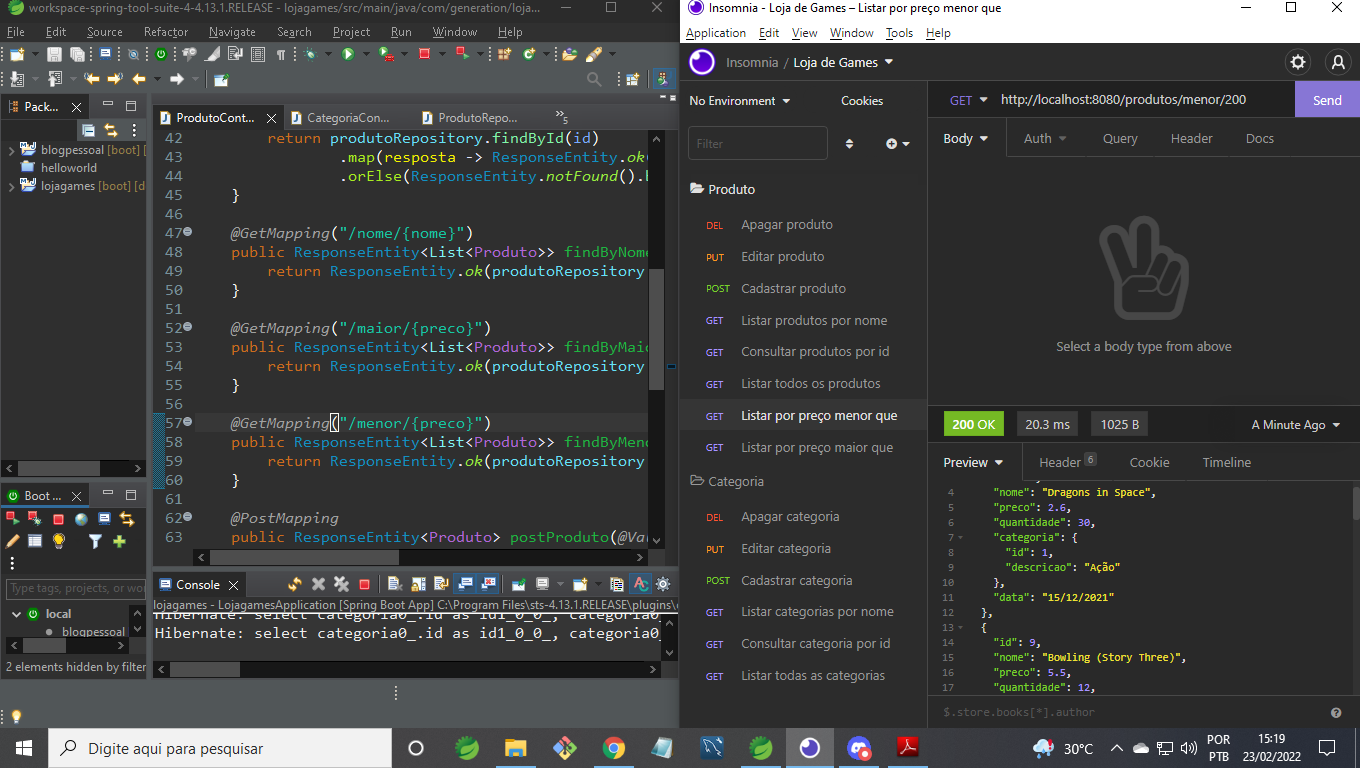 workspace-spring-tool-suite-4-4.13.1.RELEASE - lojagames/src/main/java/com/generation/loja...
File Edit Source Refactor Navigate Search Project Run Window Help
Pack...
blogpessoal [boot] [
helloworld
lojagames [boot] [d
Boot ...
Type tags, projects, or wor
local
blogpessoal
2 elements hidden by filter
ProdutoCont... CategoriaCon... ProdutoRepo... »5
42 return produtoRepository.findById(id)
43 .map(resposta -> ResponseEntity.ok(
44 .orElse(ResponseEntity.notFound().
45 }
46
47 @GetMapping("/nome/{nome}")
48 public ResponseEntity<List<Produto>> findByNome
49 return ResponseEntity.ok(produtoRepository
50 }
51
52 @GetMapping("/maior/{preco}")
53 public ResponseEntity<List<Produto>> findByMaio
54 return ResponseEntity.ok(produtoRepository
55 }
56
57 @GetMapping("/menor/{preco}")
58 public ResponseEntity<List<Produto>> findByMeno
59 return ResponseEntity.ok(produtoRepository
60 }
61
62 @PostMapping
63 public ResponseEntity<Produto> postProduto(@Va
Console
lojagames - LojagamesApplication [Spring Boot App] C:\Program Files\sts-4.13.1.RELEASE\plugins\
Hibernate: select categoria0_.id as id1_0_0_, categoria0_
Hibernate: select categoria0_.id as id1_0_0_, categoria0_
Insomnia - Loja de Games – Listar por preço menor que
Application Edit View Window Tools Help
Insomnia / Loja de Games
No Environment Cookies
Filter
Produto
DEL Apagar produto
PUT Editar produto
POST Cadastrar produto
GET Listar produtos por nome
GET Consultar produtos por id
GET Listar todos os produtos
GET Listar por preço menor que
GET Listar por preço maior que
Categoria
DEL Apagar categoria
PUT Editar categoria
POST Cadastrar categoria
GET Listar categorias por nome
GET Consultar categoria por id
GET Listar todas as categorias
GET http://localhost:8080/produtos/menor/200 Send
Body Auth Query Header Docs
Select a body type from above
200 OK 20.3 ms 1025 B A Minute Ago
Preview Header 6 Cookie Timeline
4 "nome": "Dragons in Space",
5 "preco": 2.6,
6 "quantidade": 30,
7 "categoria": {
8 "id": 1,
9 "descricao": "Ação"
10 },
11 "data": "15/12/2021"
12 },
13 {
14 "id": 9,
15 "nome": "Bowling (Story Three)",
16 "preco": 5.5,
17 "quantidade": 12,
$.store.books[*].author
Digite aqui para pesquisar
30°C
POR
PTB
15:19
23/02/2022